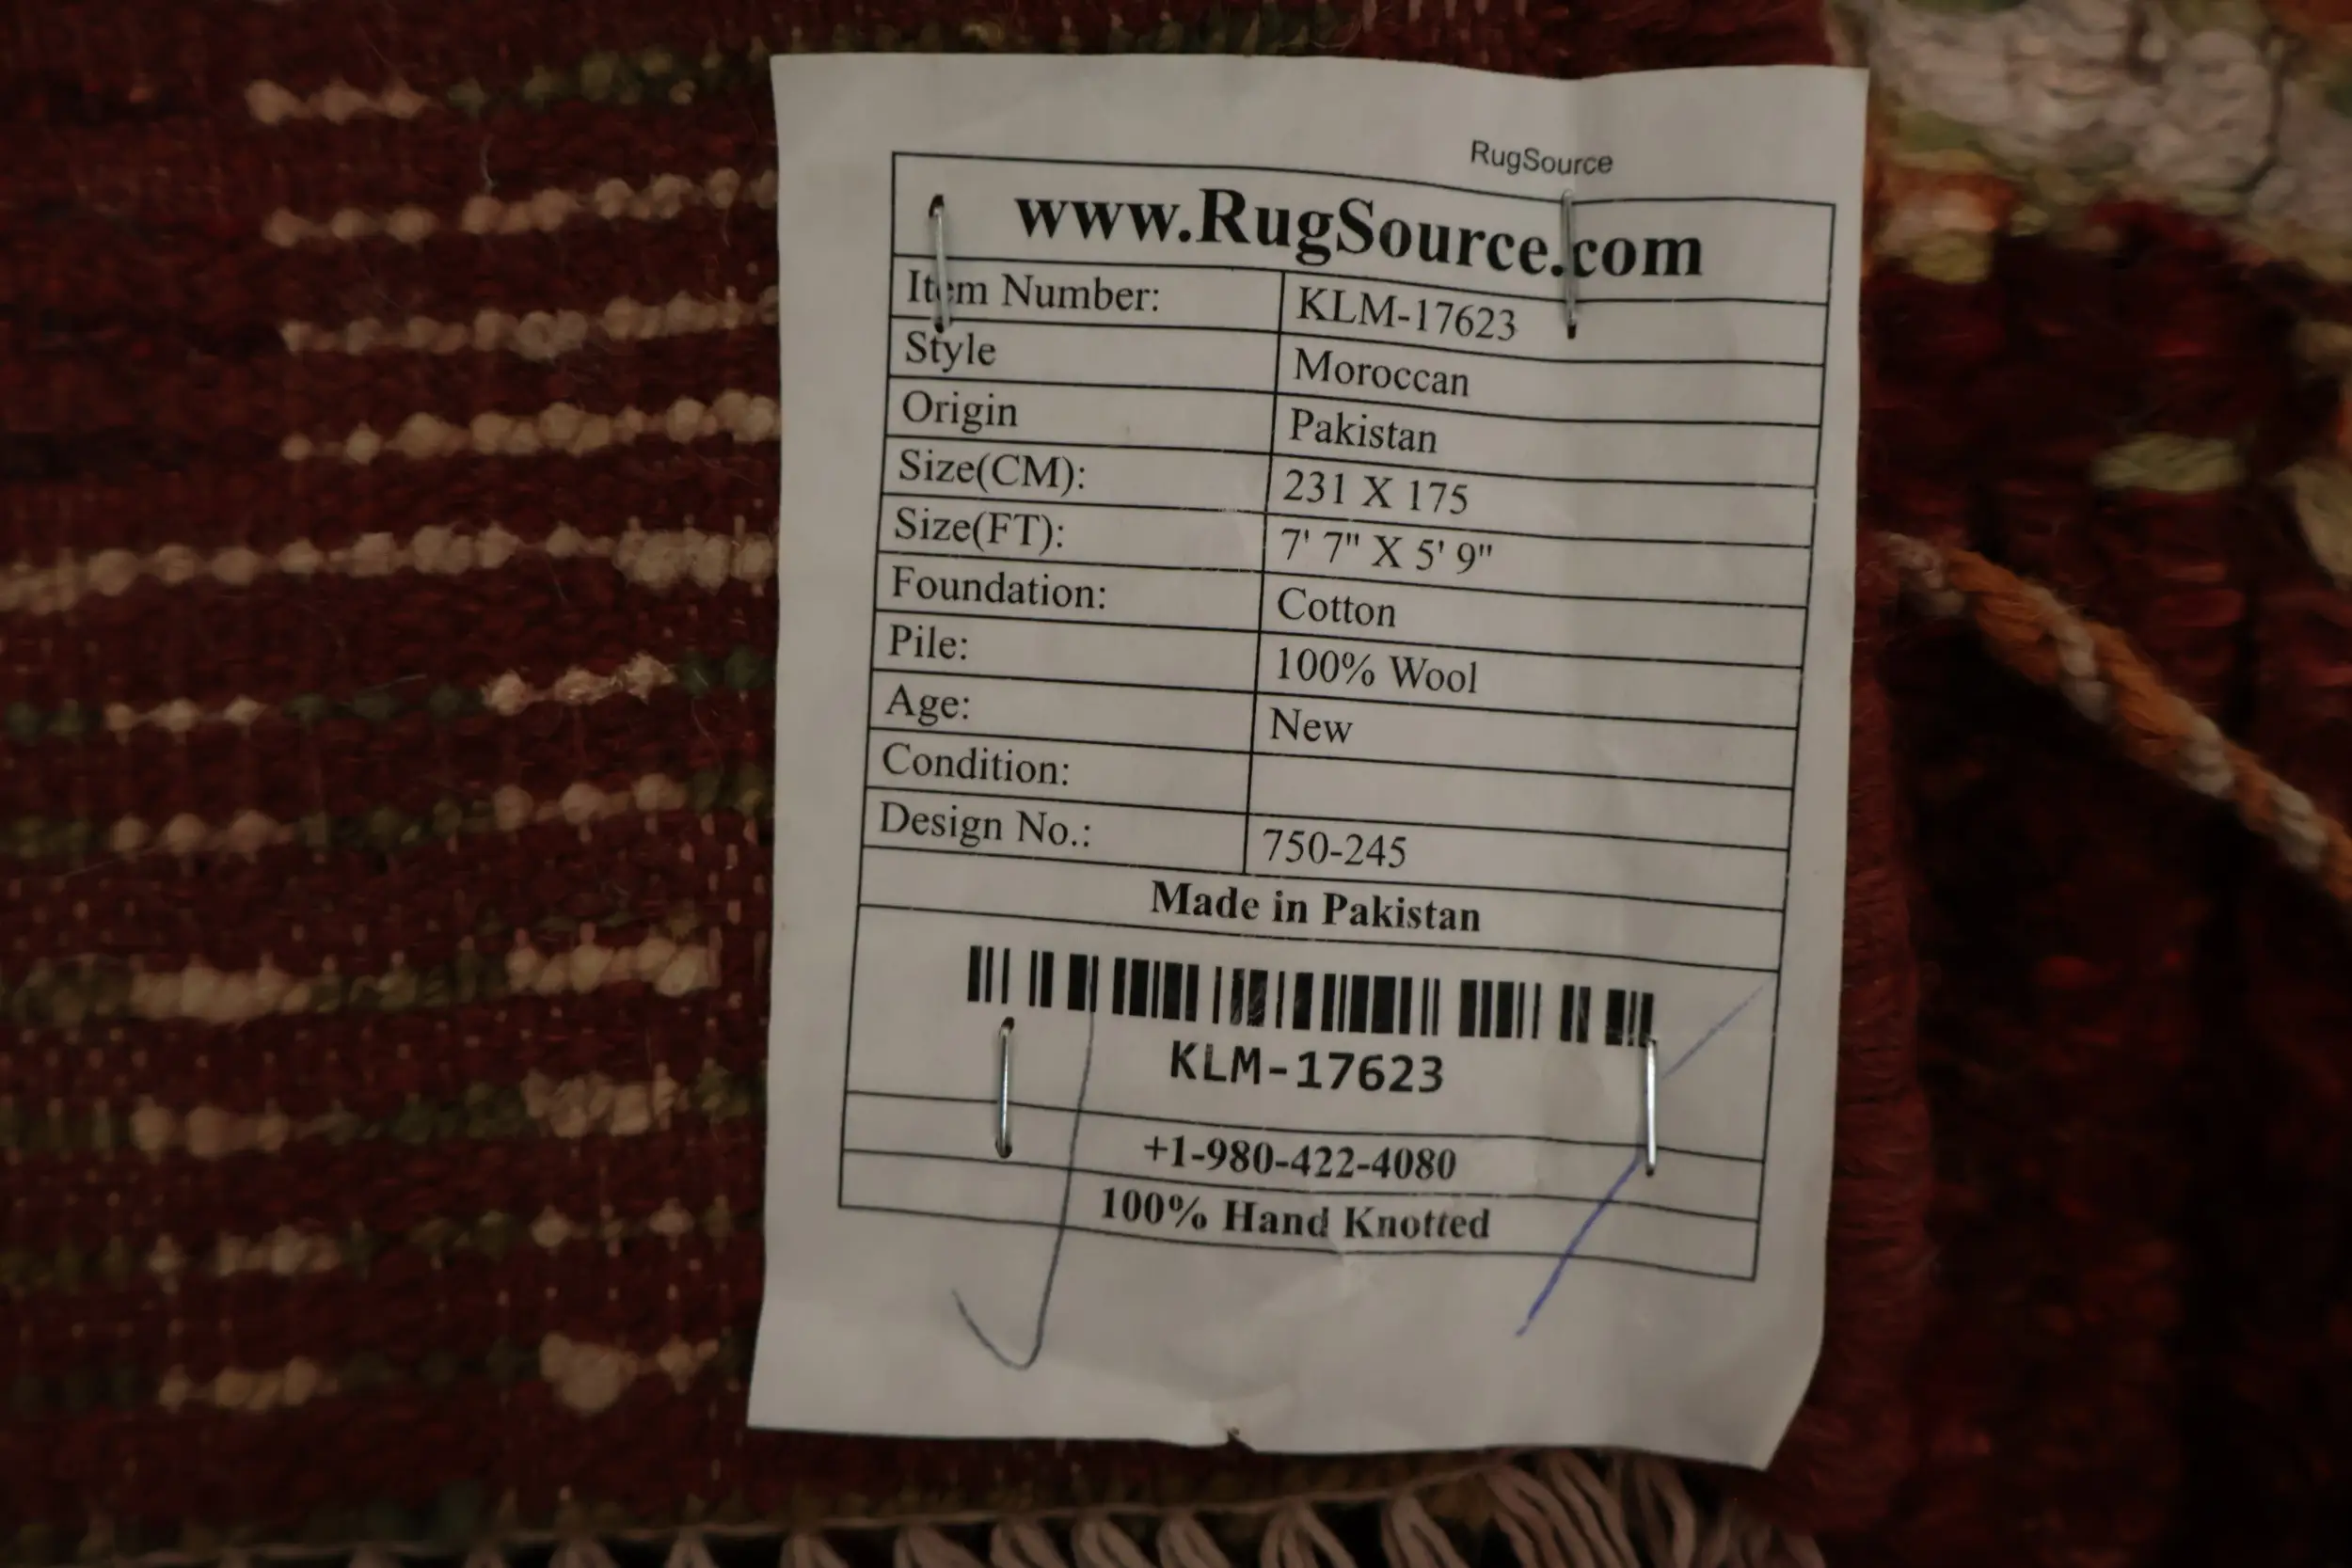 RugSource
www.RugSource.com
Item Number: KLM-17623
Style Moroccan
Origin Pakistan
Size(CM): 231 X 175
Size(FT): 7' 7" X 5' 9"
Foundation: Cotton
Pile: 100% Wool
Age: New
Condition:
Design No.: 750-245
Made in Pakistan
KLM-17623
+1-980-422-4080
100% Hand Knotted